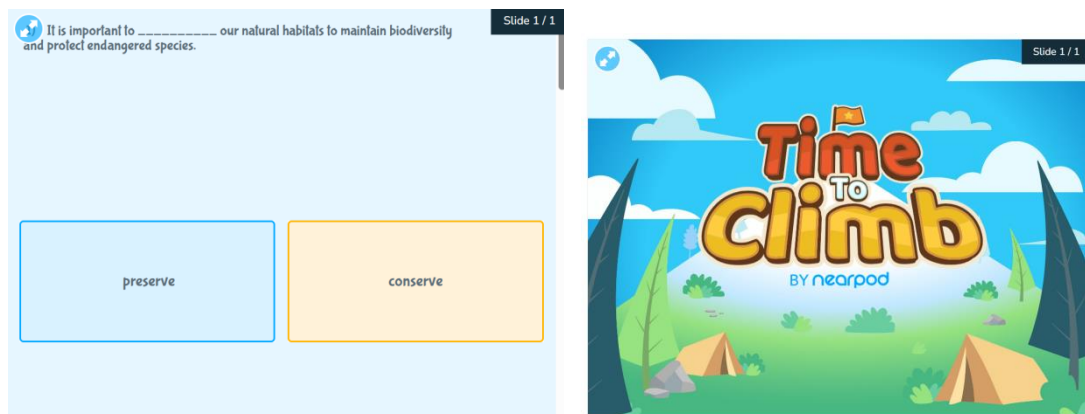 It is important to __________ our natural habitats to maintain biodiversity
and protect endangered species.
Slide 1 / 1
preserve
conserve
Slide 1 / 1
Time
To
Climb
BY nearpod